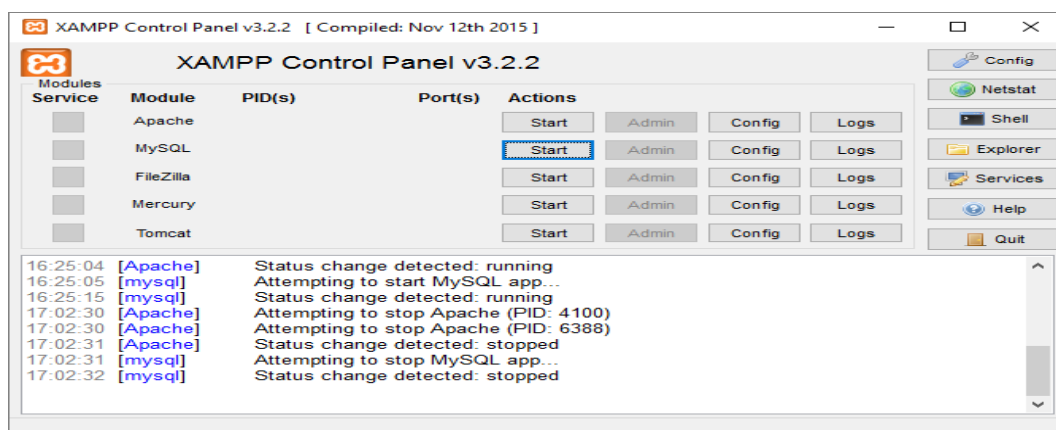 XAMPP Control Panel v3.2.2 [ Compiled: Nov 12th 2015 ]
XAMPP Control Panel v3.2.2
Config
Modules
Service Module PID(s) Port(s) Actions
Netstat
Apache Start Admin Config Logs
Shell
MySQL Start Admin Config Logs
Explorer
FileZilla Start Admin Config Logs
Services
Mercury Start Admin Config Logs
Help
Tomcat Start Admin Config Logs
Quit
16:25:04 [Apache] Status change detected: running
16:25:05 [mysql] Attempting to start MySQL app...
16:25:15 [mysql] Status change detected: running
17:02:30 [Apache] Attempting to stop Apache (PID: 4100)
17:02:30 [Apache] Attempting to stop Apache (PID: 6388)
17:02:31 [Apache] Status change detected: stopped
17:02:31 [mysql] Attempting to stop MySQL app...
17:02:32 [mysql] Status change detected: stopped